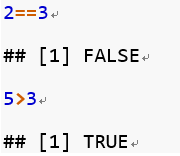 2==3
## [1] FALSE
5>3
## [1] TRUE